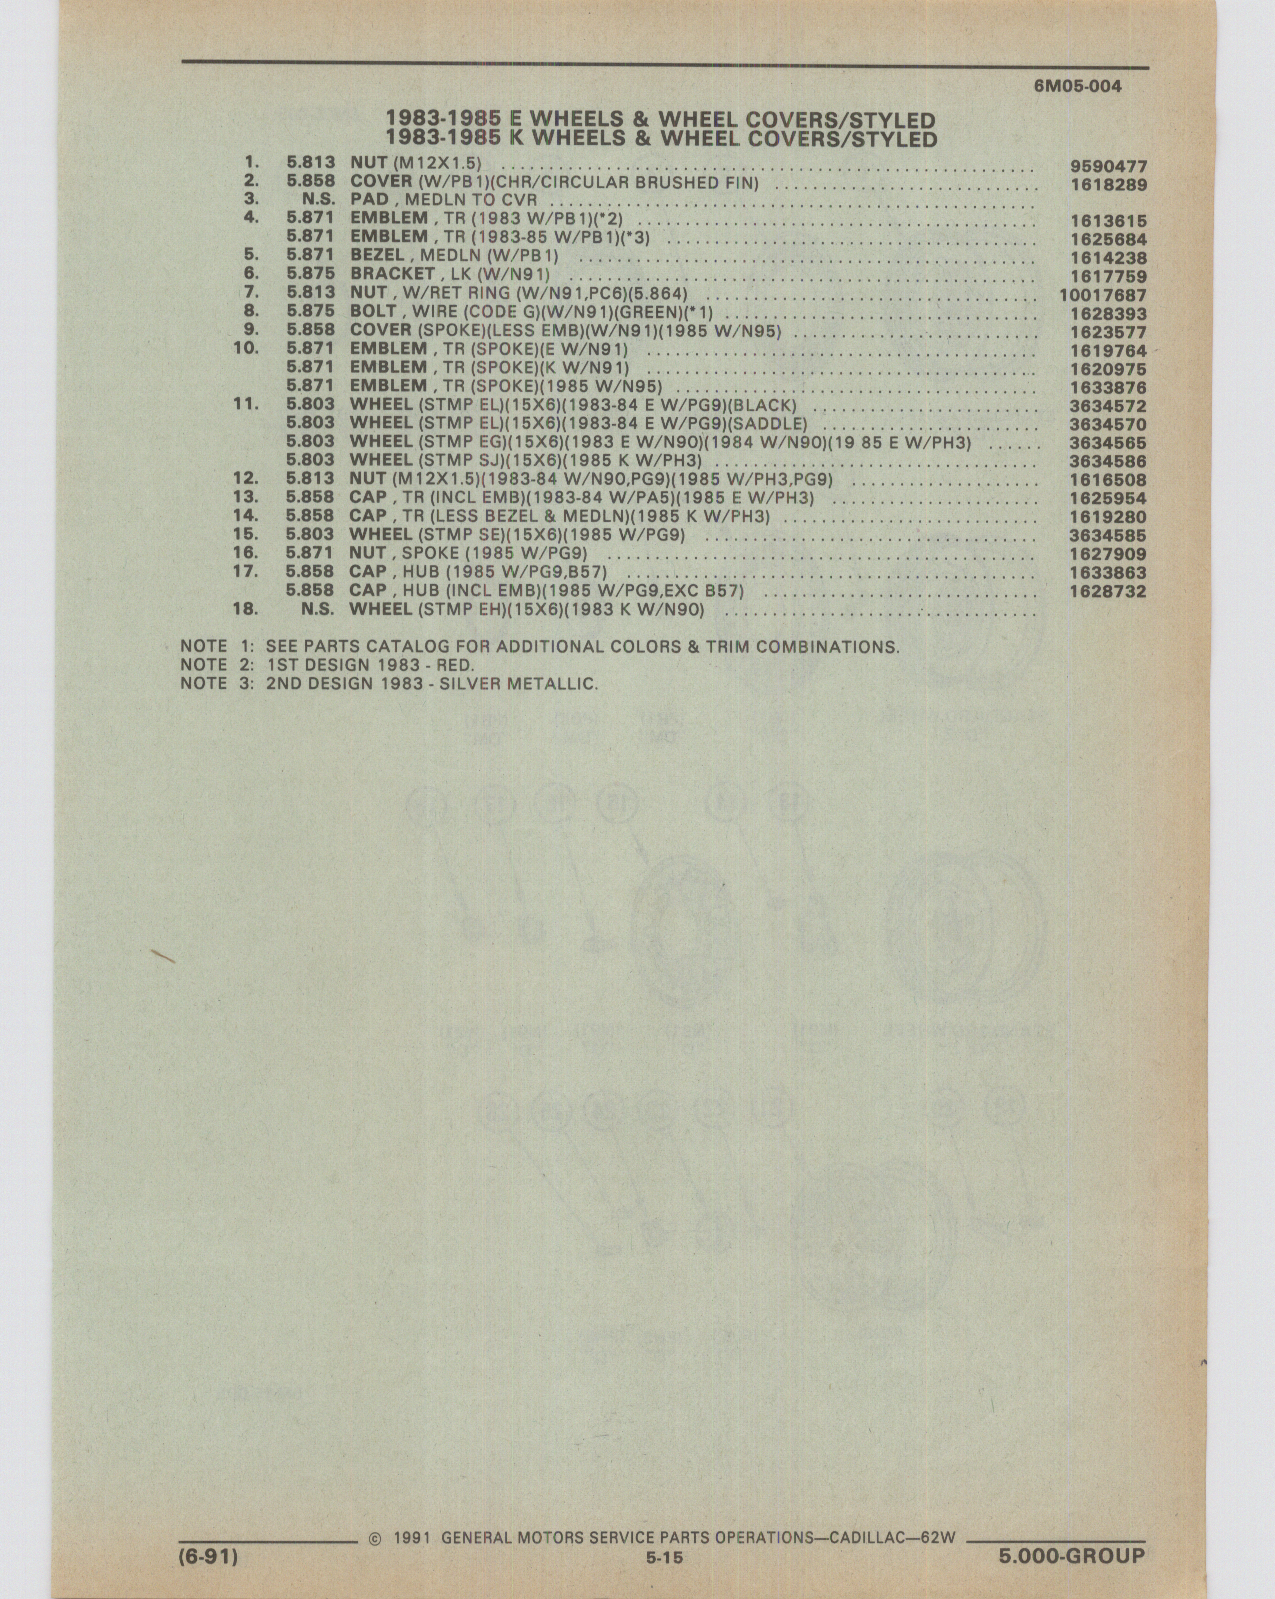 6M05-004
1983-1985 E WHEELS & WHEEL COVERS/STYLED
1983-1985 K WHEELS & WHEEL COVERS/STYLED
1. 5.813 NUT (M12X1.5) 9590477
2. 5.858 COVER (W/PB1)(CHR/CIRCULAR BRUSHED FIN) 1618289
3. N.S. PAD , MEDLN TO CVR
4. 5.871 EMBLEM , TR (1983 W/PB1)(*2) 1613615
5.871 EMBLEM , TR (1983-85 W/PB1)(*3) 1625684
5. 5.871 BEZEL , MEDLN (W/PB1) 1614238
6. 5.875 BRACKET , LK (W/N91) 1617759
7. 5.813 NUT , W/RET RING (W/N91,PC6)(5.864) 10017687
8. 5.875 BOLT , WIRE (CODE G)(W/N91)(GREEN)(*1) 1628393
9. 5.858 COVER (SPOKE)(LESS EMB)(W/N91)(1985 W/N95) 1623577
10. 5.871 EMBLEM , TR (SPOKE)(E W/N91) 1619764
5.871 EMBLEM , TR (SPOKE)(K W/N91) 1620975
5.871 EMBLEM , TR (SPOKE)(1985 W/N95) 1633876
11. 5.803 WHEEL (STMP EL)(15X6)(1983-84 E W/PG9)(BLACK) 3634572
5.803 WHEEL (STMP EL)(15X6)(1983-84 E W/PG9)(SADDLE) 3634570
5.803 WHEEL (STMP EG)(15X6)(1983 E W/N90)(1984 W/N90)(19 85 E W/PH3) 3634565
5.803 WHEEL (STMP SJ)(15X6)(1985 K W/PH3) 3634586
12. 5.813 NUT (M12X1.5)(1983-84 W/N90,PG9)(1985 W/PH3,PG9) 1616508
13. 5.858 CAP , TR (INCL EMB)(1983-84 W/PA5)(1985 E W/PH3) 1625954
14. 5.858 CAP , TR (LESS BEZEL & MEDLN)(1985 K W/PH3) 1619280
15. 5.803 WHEEL (STMP SE)(15X6)(1985 W/PG9) 3634585
16. 5.871 NUT , SPOKE (1985 W/PG9) 1627909
17. 5.858 CAP , HUB (1985 W/PG9,B57) 1633863
5.858 CAP , HUB (INCL EMB)(1985 W/PG9,EXC B57) 1628732
18. N.S. WHEEL (STMP EH)(15X6)(1983 K W/N90)
NOTE 1: SEE PARTS CATALOG FOR ADDITIONAL COLORS & TRIM COMBINATIONS.
NOTE 2: 1ST DESIGN 1983 - RED.
NOTE 3: 2ND DESIGN 1983 - SILVER METALLIC.
© 1991 GENERAL MOTORS SERVICE PARTS OPERATIONS—CADILLAC—62W
(6-91) 5-15 5.000-GROUP